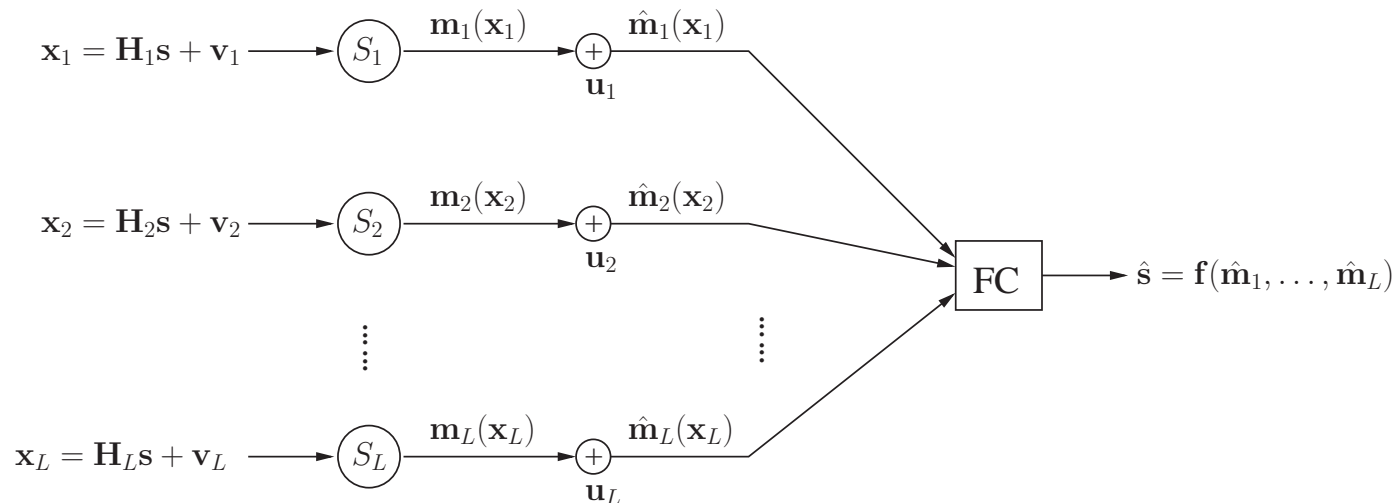 x₁ = H₁s + v₁ S₁ m₁(x₁) + u₁ m̂₁(x₁)
x₂ = H₂s + v₂ S₂ m₂(x₂) + u₂ m̂₂(x₂)
FC ŝ = f(m̂₁, . . . , m̂_L)
x_L = H_Ls + v_L S_L m_L(x_L) + u_L m̂_L(x_L)